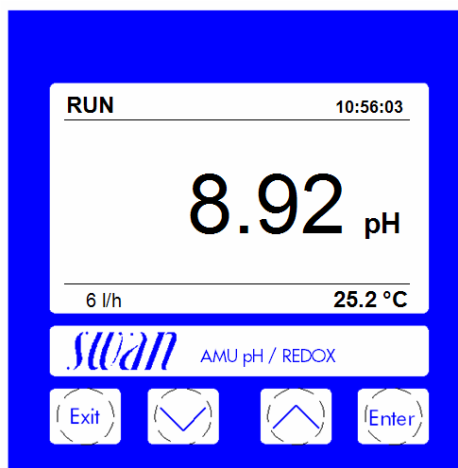 RUN 10:56:03
8.92 pH
6 l/h 25.2 °C
swan AMU pH / REDOX
Exit Enter